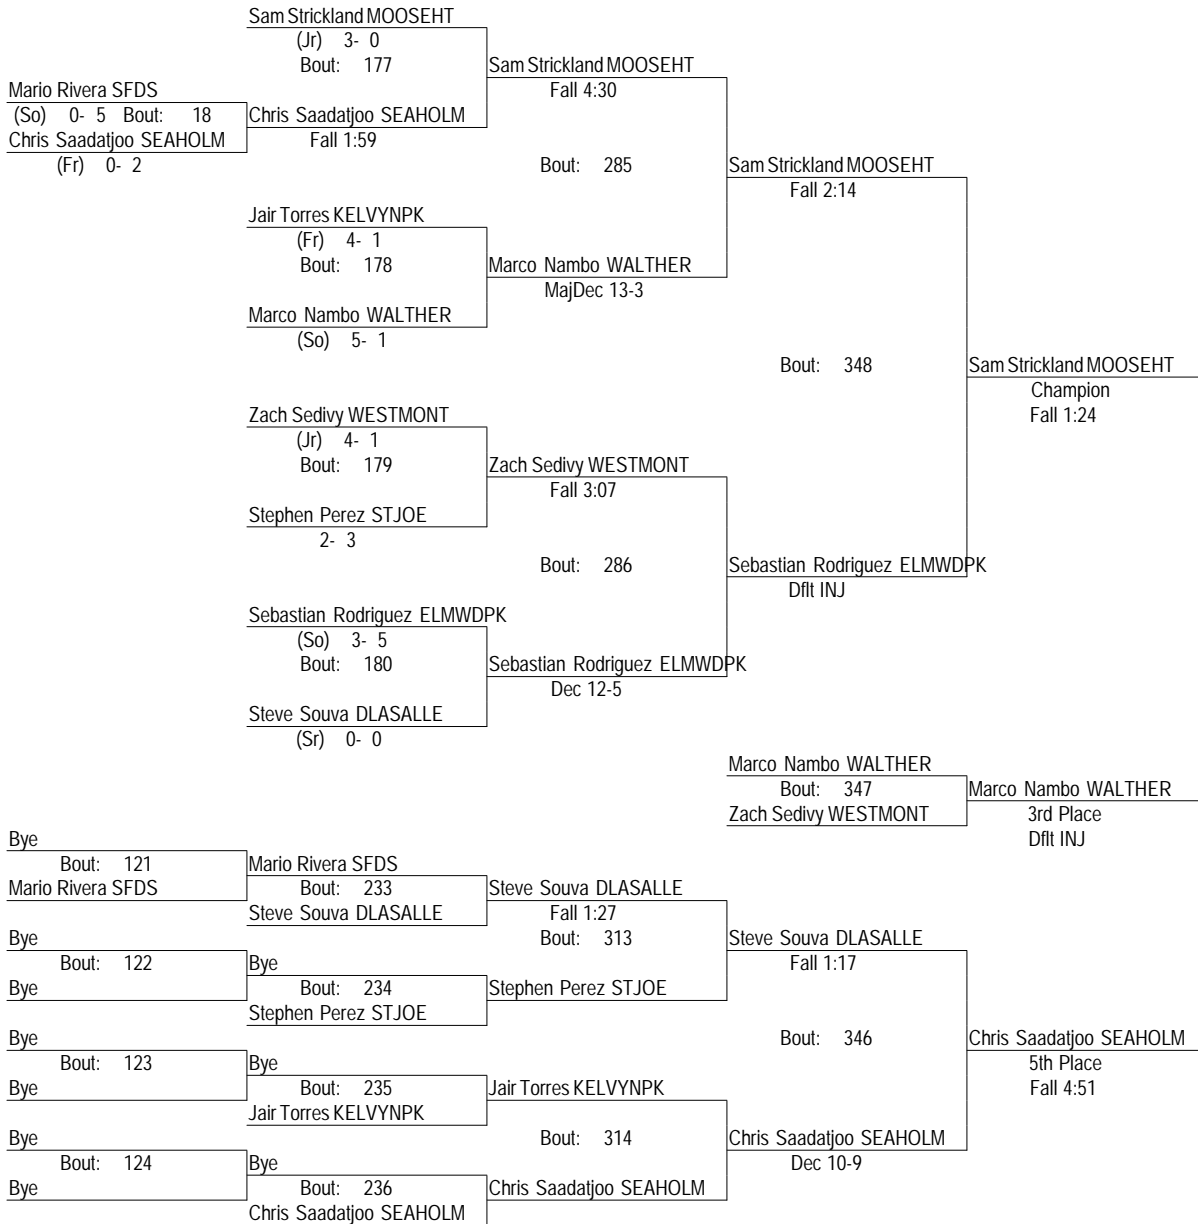 Sam Strickland MOOSEHT
(Jr) 3- 0
Bout: 177
Sam Strickland MOOSEHT
Fall 4:30
Mario Rivera SFDS
(So) 0- 5 Bout: 18
Chris Saadatjoo SEAHOLM
(Fr) 0- 2
Chris Saadatjoo SEAHOLM
Fall 1:59
Bout: 285
Sam Strickland MOOSEHT
Fall 2:14
Jair Torres KELVYNPK
(Fr) 4- 1
Bout: 178
Marco Nambo WALTHER
MajDec 13-3
Marco Nambo WALTHER
(So) 5- 1
Bout: 348
Sam Strickland MOOSEHT
Champion
Fall 1:24
Zach Sedivy WESTMONT
(Jr) 4- 1
Bout: 179
Zach Sedivy WESTMONT
Fall 3:07
Stephen Perez STJOE
2- 3
Bout: 286
Sebastian Rodriguez ELMWDPK
Dflt INJ
Sebastian Rodriguez ELMWDPK
(So) 3- 5
Bout: 180
Sebastian Rodriguez ELMWDPK
Dec 12-5
Steve Souva DLASALLE
(Sr) 0- 0
Marco Nambo WALTHER
Bout: 347
Zach Sedivy WESTMONT
Marco Nambo WALTHER
3rd Place
Dflt INJ
Bye
Bout: 121
Mario Rivera SFDS
Mario Rivera SFDS
Bout: 233
Steve Souva DLASALLE
Steve Souva DLASALLE
Fall 1:27
Bout: 313
Steve Souva DLASALLE
Fall 1:17
Bye
Bout: 122
Bye
Bye
Bout: 234
Stephen Perez STJOE
Stephen Perez STJOE
Bout: 346
Chris Saadatjoo SEAHOLM
5th Place
Fall 4:51
Bye
Bout: 123
Bye
Bye
Bout: 235
Jair Torres KELVYNPK
Jair Torres KELVYNPK
Bout: 314
Chris Saadatjoo SEAHOLM
Dec 10-9
Bye
Bout: 124
Bye
Bye
Bout: 236
Chris Saadatjoo SEAHOLM
Chris Saadatjoo SEAHOLM